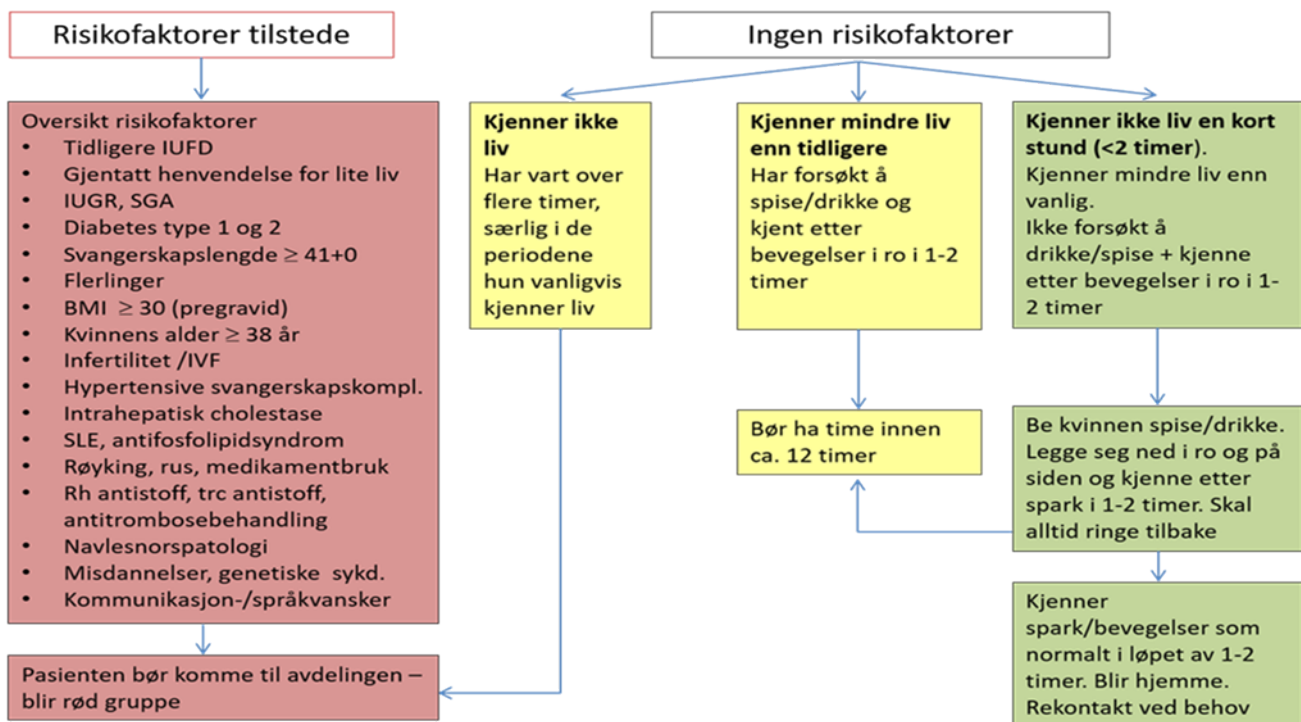 Risikofaktorer tilstede
Ingen risikofaktorer
Oversikt risikofaktorer
• Tidligere IUFD
• Gjentatt henvendelse for lite liv
• IUGR, SGA
• Diabetes type 1 og 2
• Svangerskapslengde ≥ 41+0
• Flerlinger
• BMI ≥ 30 (pregravid)
• Kvinnens alder ≥ 38 år
• Infertilitet /IVF
• Hypertensive svangerskapskompl.
• Intrahepatisk cholestase
• SLE, antifosfolipidsyndrom
• Røyking, rus, medikamentbruk
• Rh antistoff, trc antistoff,
antitrombosebehandling
• Navlesnorspatologi
• Misdannelser, genetiske sykd.
• Kommunikasjon-/språkvansker
Pasienten bør komme til avdelingen –
blir rød gruppe
Kjenner ikke
liv
Har vart over
flere timer,
særlig i de
periodene
hun vanligvis
kjenner liv
Kjenner mindre liv
enn tidligere
Har forsøkt å
spise/drikke og
kjent etter
bevegelser i ro i 1-2
timer
Bør ha time innen
ca. 12 timer
Kjenner ikke liv en kort
stund (<2 timer).
Kjenner mindre liv enn
vanlig.
Ikke forsøkt å
drikke/spise + kjenne
etter bevegelser i ro i 1-
2 timer
Be kvinnen spise/drikke.
Legge seg ned i ro og på
siden og kjenne etter
spark i 1-2 timer. Skal
alltid ringe tilbake
Kjenner
spark/bevegelser som
normalt i løpet av 1-2
timer. Blir hjemme.
Rekontakt ved behov